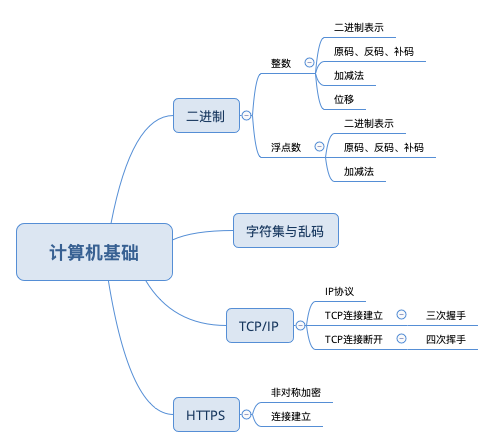 计算机基础
二进制
整数
二进制表示
原码、反码、补码
加减法
位移
浮点数
二进制表示
原码、反码、补码
加减法
字符集与乱码
TCP/IP
IP协议
TCP连接建立
三次握手
TCP连接断开
四次挥手
HTTPS
非对称加密
连接建立